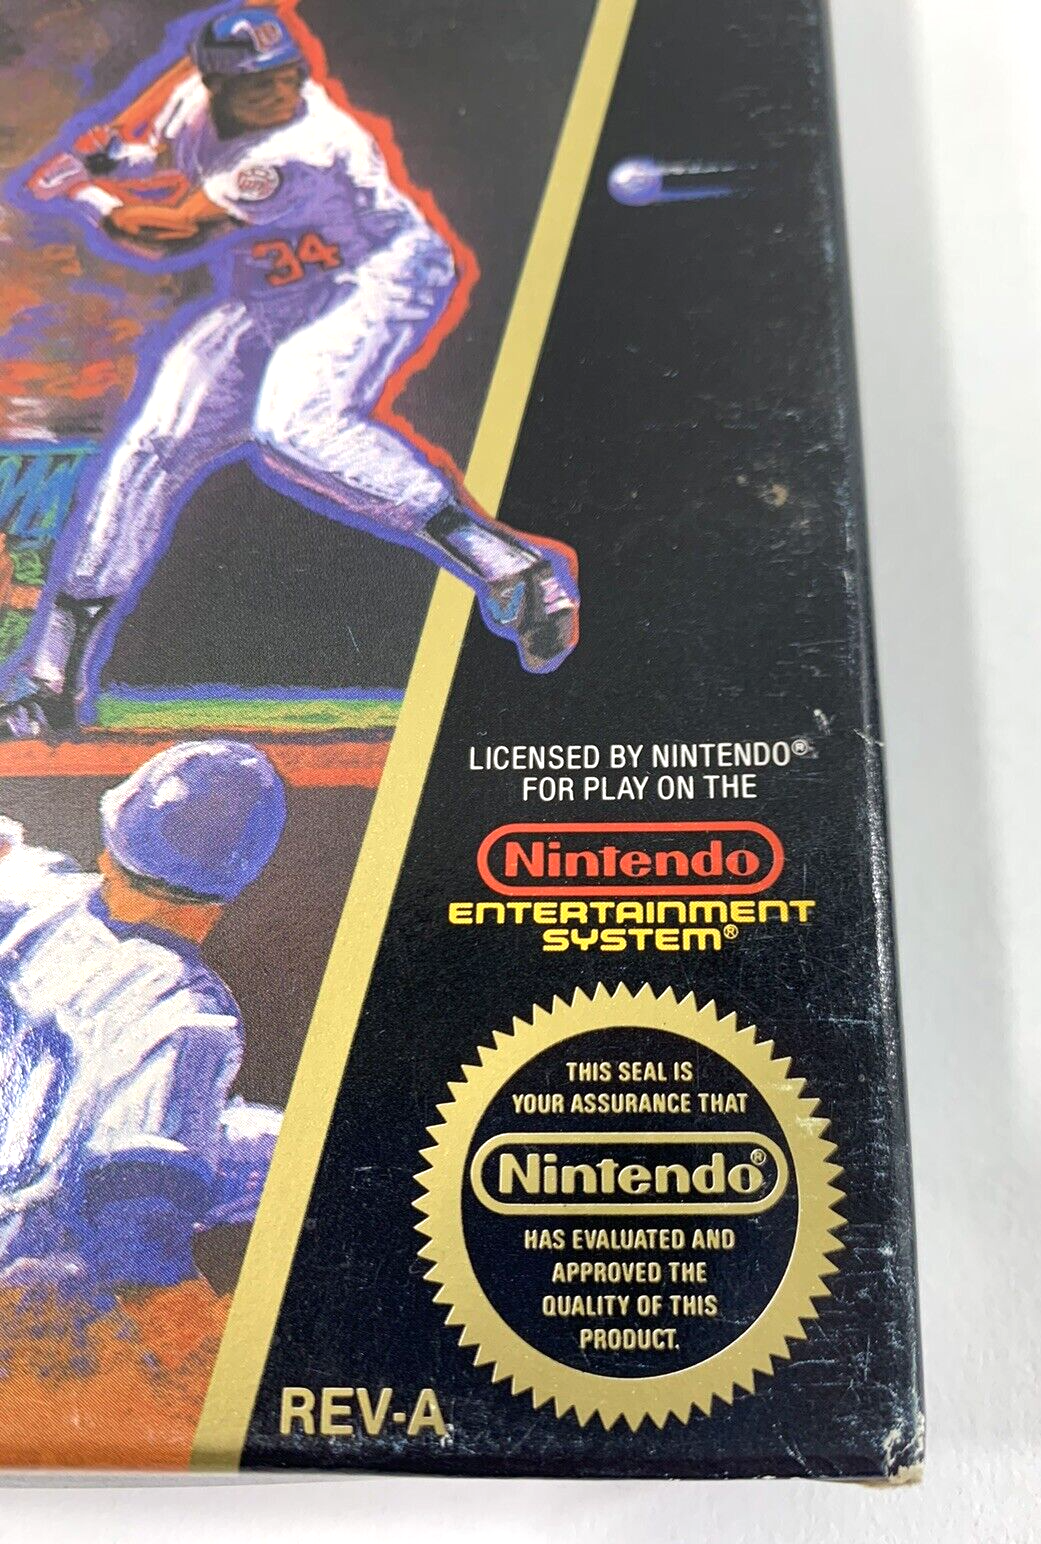 34
LICENSED BY NINTENDO®
FOR PLAY ON THE
Nintendo
ENTERTAINMENT
SYSTEM®
THIS SEAL IS
YOUR ASSURANCE THAT
Nintendo®
HAS EVALUATED AND
APPROVED THE
QUALITY OF THIS
PRODUCT.
REV-A